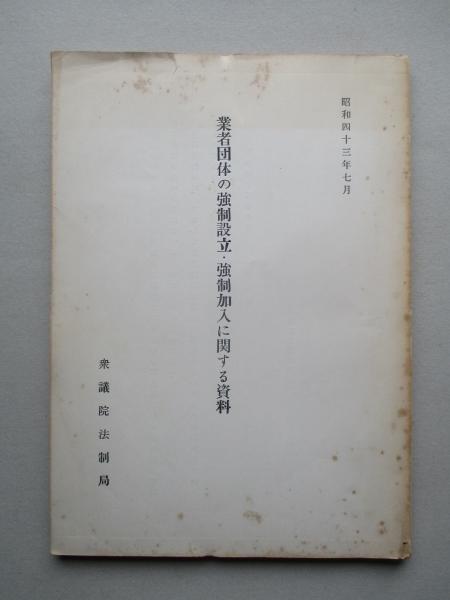 昭和四十三年七月
業者団体の強制設立・強制加入に関する資料
衆議院法制局